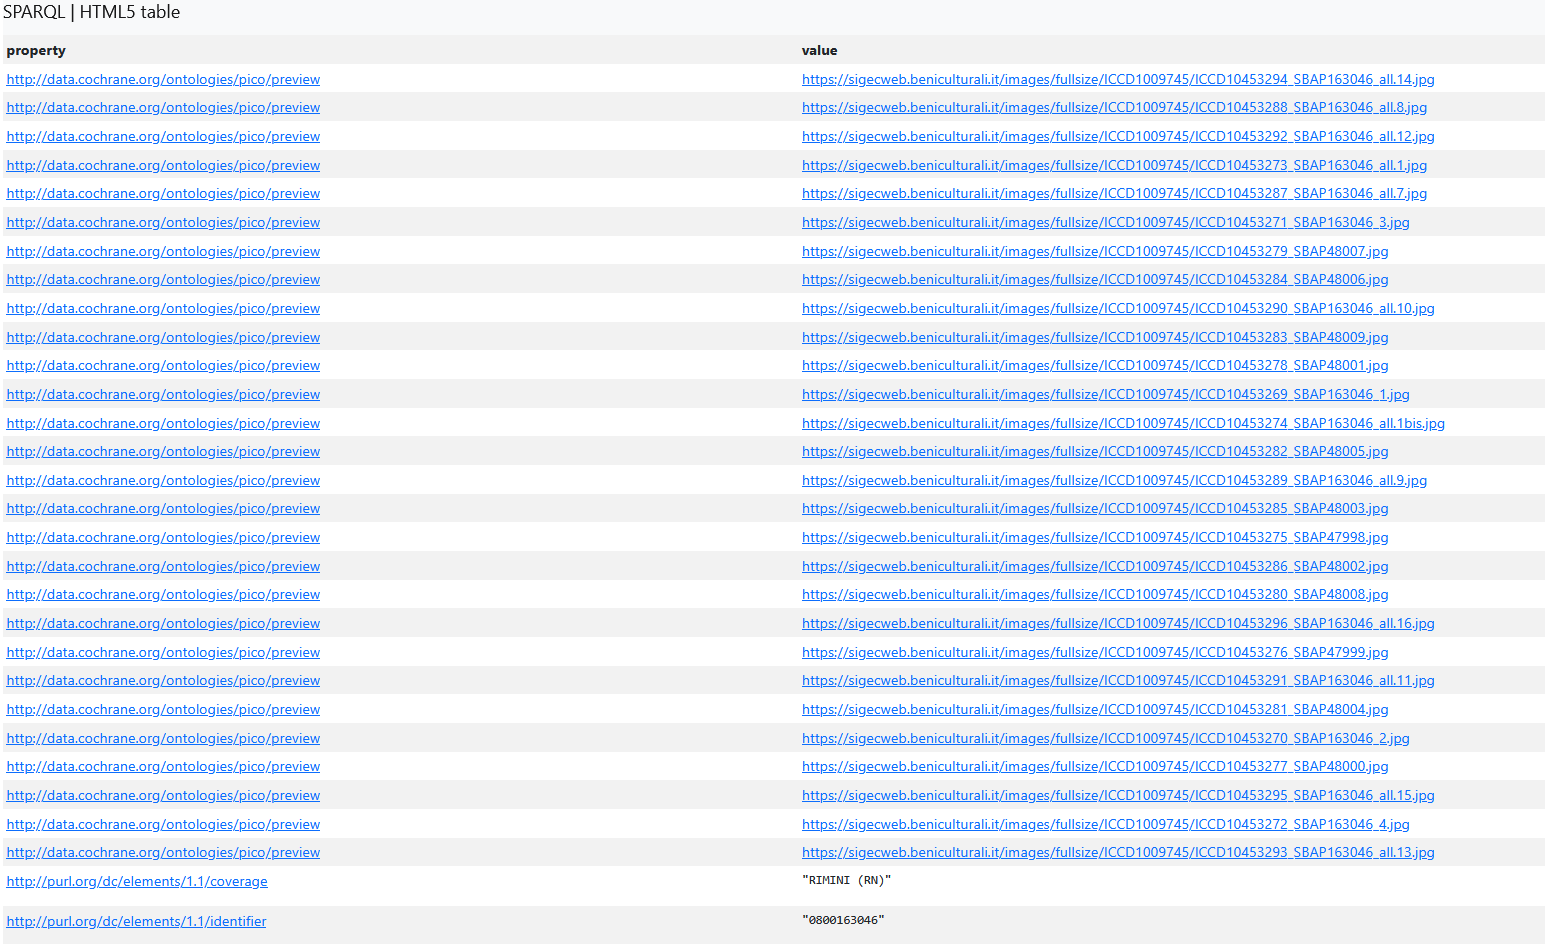 SPARQL | HTML5 table
property value
http://data.cochrane.org/ontologies/pico/preview https://sigecweb.beniculturali.it/images/fullsize/ICCD1009745/ICCD10453294_SBAP163046_all.14.jpg
http://data.cochrane.org/ontologies/pico/preview https://sigecweb.beniculturali.it/images/fullsize/ICCD1009745/ICCD10453288_SBAP163046_all.8.jpg
http://data.cochrane.org/ontologies/pico/preview https://sigecweb.beniculturali.it/images/fullsize/ICCD1009745/ICCD10453292_SBAP163046_all.12.jpg
http://data.cochrane.org/ontologies/pico/preview https://sigecweb.beniculturali.it/images/fullsize/ICCD1009745/ICCD10453273_SBAP163046_all.1.jpg
http://data.cochrane.org/ontologies/pico/preview https://sigecweb.beniculturali.it/images/fullsize/ICCD1009745/ICCD10453287_SBAP163046_all.7.jpg
http://data.cochrane.org/ontologies/pico/preview https://sigecweb.beniculturali.it/images/fullsize/ICCD1009745/ICCD10453271_SBAP163046_3.jpg
http://data.cochrane.org/ontologies/pico/preview https://sigecweb.beniculturali.it/images/fullsize/ICCD1009745/ICCD10453279_SBAP48007.jpg
http://data.cochrane.org/ontologies/pico/preview https://sigecweb.beniculturali.it/images/fullsize/ICCD1009745/ICCD10453284_SBAP48006.jpg
http://data.cochrane.org/ontologies/pico/preview https://sigecweb.beniculturali.it/images/fullsize/ICCD1009745/ICCD10453290_SBAP163046_all.10.jpg
http://data.cochrane.org/ontologies/pico/preview https://sigecweb.beniculturali.it/images/fullsize/ICCD1009745/ICCD10453283_SBAP48009.jpg
http://data.cochrane.org/ontologies/pico/preview https://sigecweb.beniculturali.it/images/fullsize/ICCD1009745/ICCD10453278_SBAP48001.jpg
http://data.cochrane.org/ontologies/pico/preview https://sigecweb.beniculturali.it/images/fullsize/ICCD1009745/ICCD10453269_SBAP163046_1.jpg
http://data.cochrane.org/ontologies/pico/preview https://sigecweb.beniculturali.it/images/fullsize/ICCD1009745/ICCD10453274_SBAP163046_all.1bis.jpg
http://data.cochrane.org/ontologies/pico/preview https://sigecweb.beniculturali.it/images/fullsize/ICCD1009745/ICCD10453282_SBAP48005.jpg
http://data.cochrane.org/ontologies/pico/preview https://sigecweb.beniculturali.it/images/fullsize/ICCD1009745/ICCD10453289_SBAP163046_all.9.jpg
http://data.cochrane.org/ontologies/pico/preview https://sigecweb.beniculturali.it/images/fullsize/ICCD1009745/ICCD10453285_SBAP48003.jpg
http://data.cochrane.org/ontologies/pico/preview https://sigecweb.beniculturali.it/images/fullsize/ICCD1009745/ICCD10453275_SBAP47998.jpg
http://data.cochrane.org/ontologies/pico/preview https://sigecweb.beniculturali.it/images/fullsize/ICCD1009745/ICCD10453286_SBAP48002.jpg
http://data.cochrane.org/ontologies/pico/preview https://sigecweb.beniculturali.it/images/fullsize/ICCD1009745/ICCD10453280_SBAP48008.jpg
http://data.cochrane.org/ontologies/pico/preview https://sigecweb.beniculturali.it/images/fullsize/ICCD1009745/ICCD10453296_SBAP163046_all.16.jpg
http://data.cochrane.org/ontologies/pico/preview https://sigecweb.beniculturali.it/images/fullsize/ICCD1009745/ICCD10453276_SBAP47999.jpg
http://data.cochrane.org/ontologies/pico/preview https://sigecweb.beniculturali.it/images/fullsize/ICCD1009745/ICCD10453291_SBAP163046_all.11.jpg
http://data.cochrane.org/ontologies/pico/preview https://sigecweb.beniculturali.it/images/fullsize/ICCD1009745/ICCD10453281_SBAP48004.jpg
http://data.cochrane.org/ontologies/pico/preview https://sigecweb.beniculturali.it/images/fullsize/ICCD1009745/ICCD10453270_SBAP163046_2.jpg
http://data.cochrane.org/ontologies/pico/preview https://sigecweb.beniculturali.it/images/fullsize/ICCD1009745/ICCD10453277_SBAP48000.jpg
http://data.cochrane.org/ontologies/pico/preview https://sigecweb.beniculturali.it/images/fullsize/ICCD1009745/ICCD10453295_SBAP163046_all.15.jpg
http://data.cochrane.org/ontologies/pico/preview https://sigecweb.beniculturali.it/images/fullsize/ICCD1009745/ICCD10453272_SBAP163046_4.jpg
http://data.cochrane.org/ontologies/pico/preview https://sigecweb.beniculturali.it/images/fullsize/ICCD1009745/ICCD10453293_SBAP163046_all.13.jpg
http://purl.org/dc/elements/1.1/coverage "RIMINI (RN)"
http://purl.org/dc/elements/1.1/identifier "0800163046"